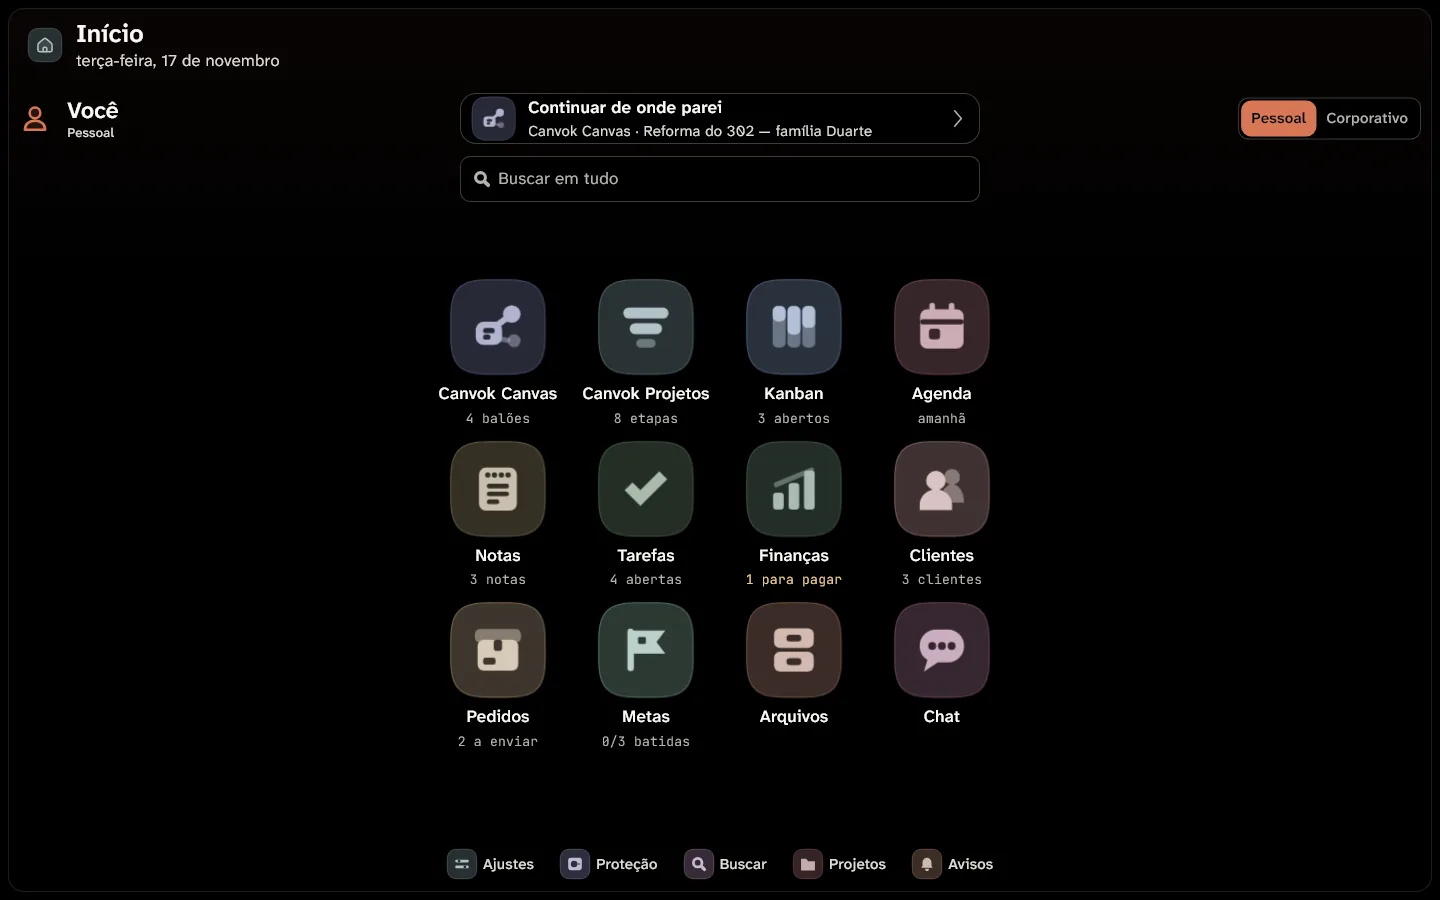 Início
terça-feira, 17 de novembro
Você
Pessoal
Continuar de onde parei
Canvok Canvas · Reforma do 302 — família Duarte
Pessoal
Corporativo
Buscar em tudo
Canvok Canvas
4 balões
Canvok Projetos
8 etapas
Kanban
3 abertos
Agenda
amanhã
Notas
3 notas
Tarefas
4 abertas
Finanças
1 para pagar
Clientes
3 clientes
Pedidos
2 a enviar
Metas
0/3 batidas
Arquivos
Chat
Ajustes
Proteção
Buscar
Projetos
Avisos